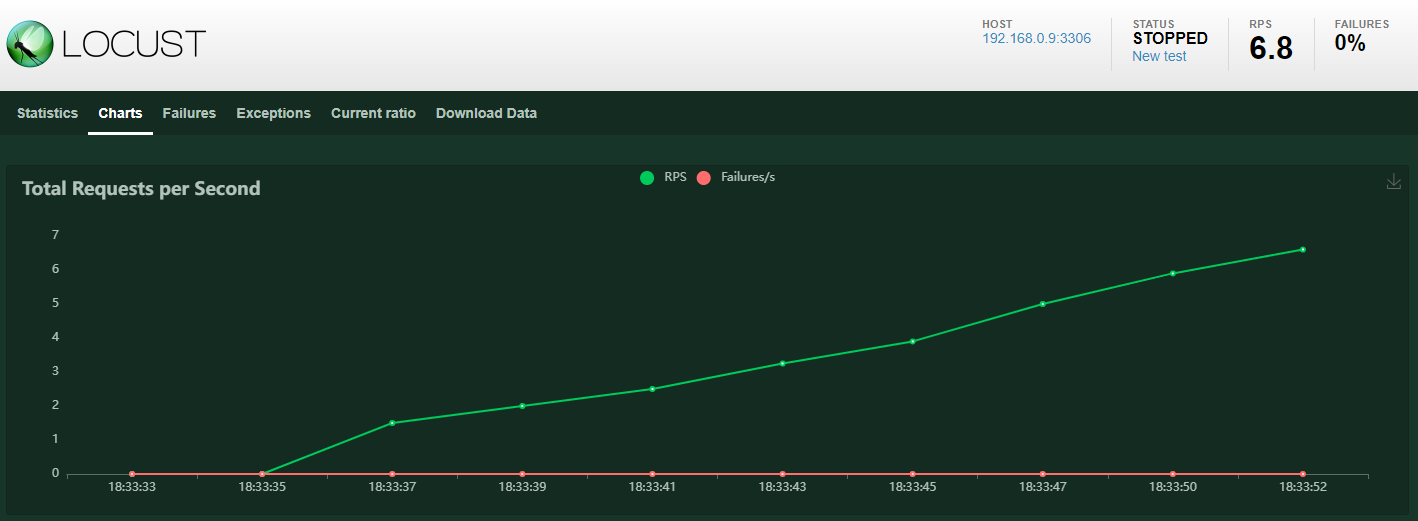 LOCUST
HOST
192.168.0.9:3306
STATUS
STOPPED
New test
RPS
6.8
FAILURES
0%
Statistics Charts Failures Exceptions Current ratio Download Data
Total Requests per Second
RPS Failures/s
7
6
5
4
3
2
1
0
18:33:33 18:33:35 18:33:37 18:33:39 18:33:41 18:33:43 18:33:45 18:33:47 18:33:50 18:33:52